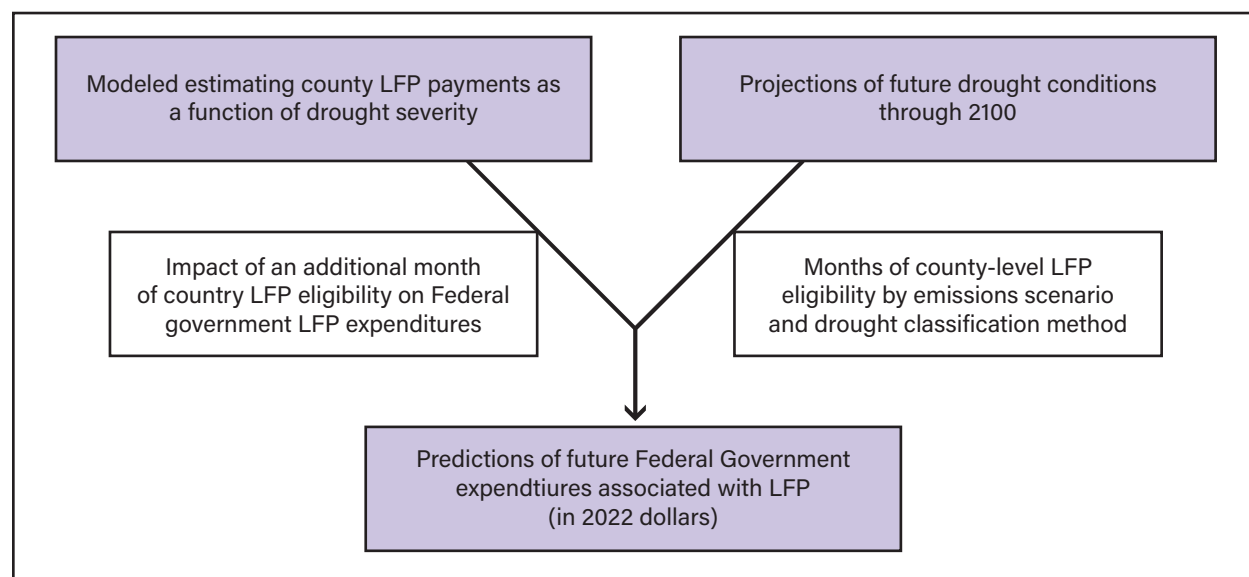 Modeled estimating county LFP payments as
a function of drought severity
Projections of future drought conditions
through 2100
Impact of an additional month
of country LFP eligibility on Federal
government LFP expenditures
Months of county-level LFP
eligibility by emissions scenario
and drought classification method
Predictions of future Federal Government
expendtiures associated with LFP
(in 2022 dollars)